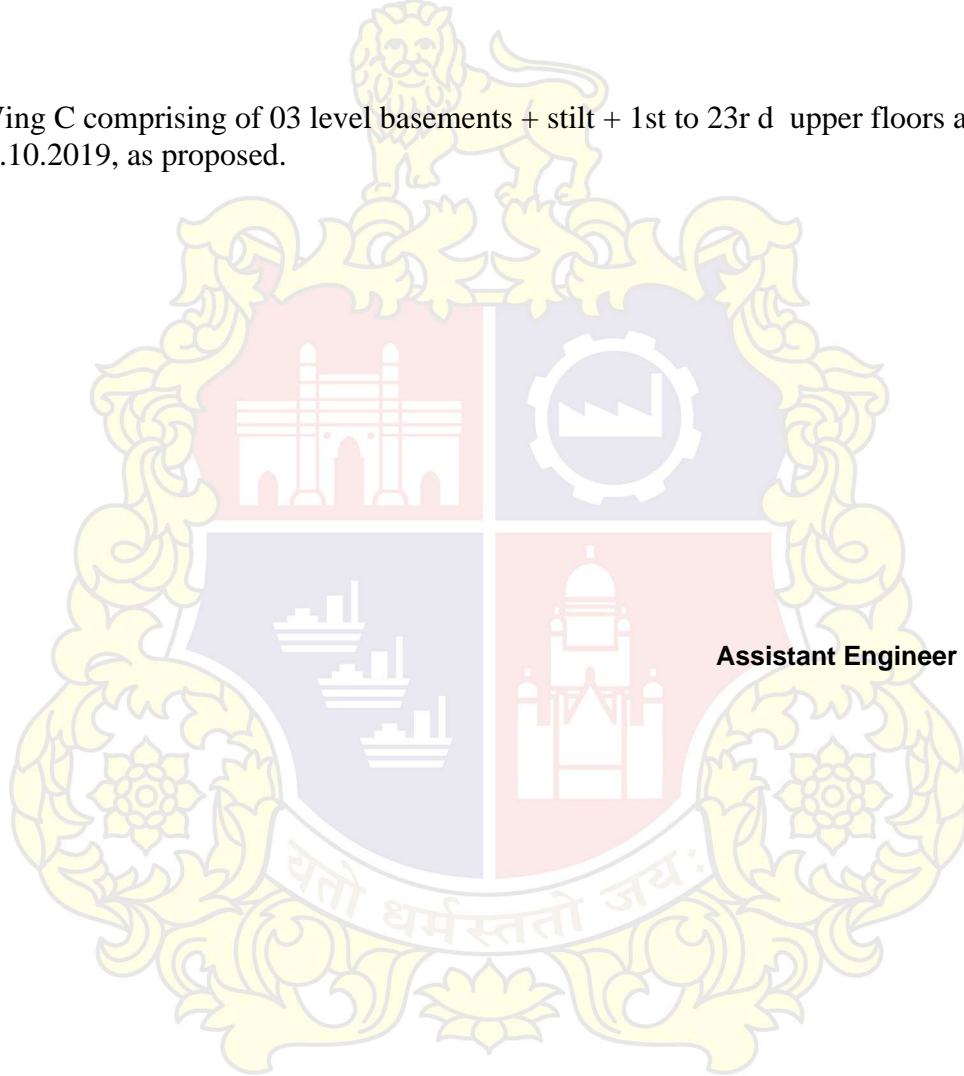 ing C comprising of 03 level basements + stilt + 1st to 23r d upper floors a
.10.2019, as proposed.
Assistant Engineer
यतो धर्मस्ततो जय: